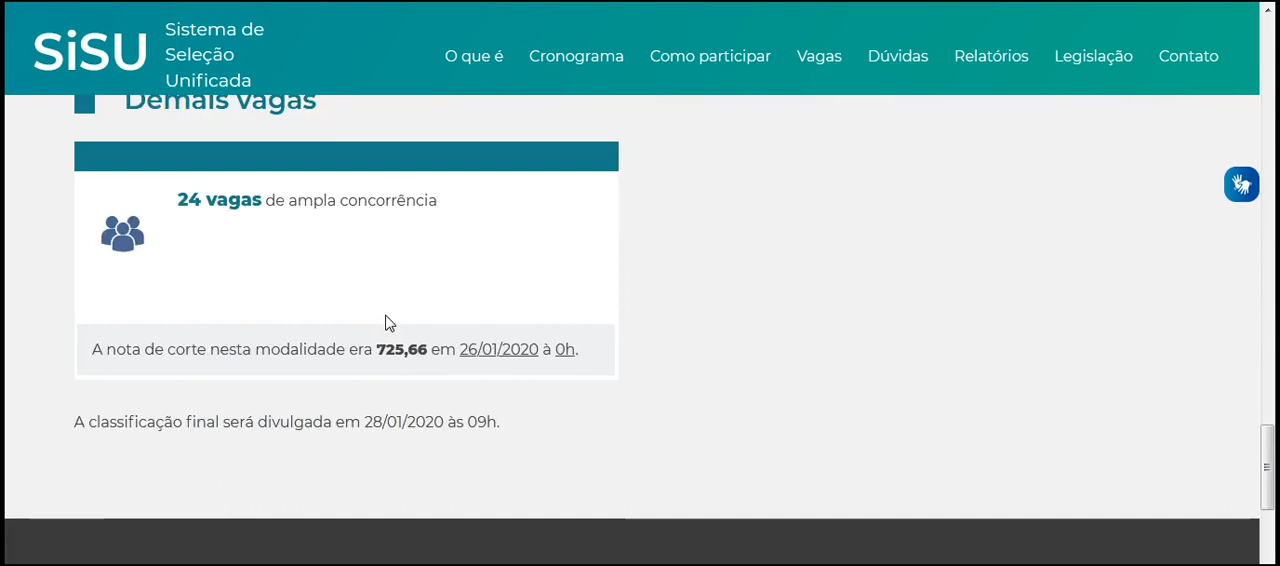 SiSU
Sistema de
Seleção
Unificada
O que é Cronograma Como participar Vagas Dúvidas Relatórios Legislação Contato
Demais vagas
24 vagas de ampla concorrência
A nota de corte nesta modalidade era 725,66 em 26/01/2020 à 0h.
A classificação final será divulgada em 28/01/2020 às 09h.